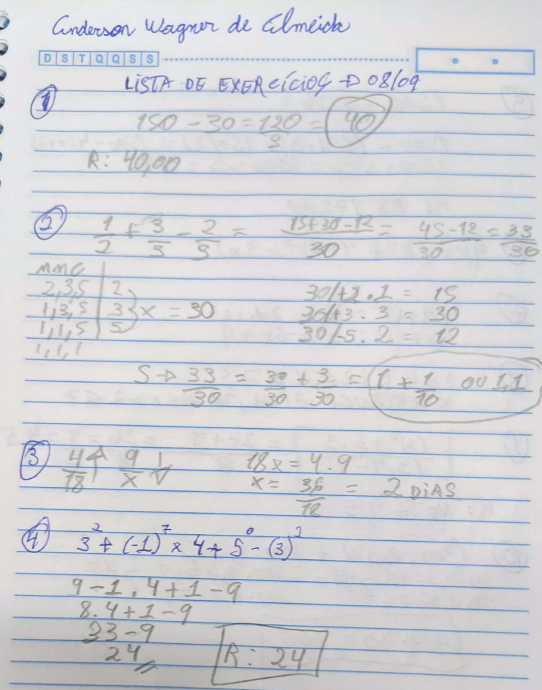 Anderson Wagner de Almeida
D S T Q Q S S
LISTA DE EXERCÍCIOS → 08/09
1
150 - 30 = 120/3 = 40
R: 40,00
2
1/2 + 3/3 - 2/5 = 15+30-12/30 = 45-12/30 = 33/30
MMC
2,3,5 | 2
1,3,5 | 3 } x = 30
1,1,5 | 5
1,1,1
30/+2 . 1 = 15
30/+3 . 3 = 30
30/-5 . 2 = 12
S → 33/30 = 30/30 + 3/30 = 1 + 1/10 ou 1,1
3
4/18 ↑ 9/x ↓ 18x = 4.9
x = 36/18 = 2 DIAS
4
3² + (-1)⁷ x 4 + 5⁰ - (3)²
9 - 1 . 4 + 1 - 9
8.4 + 1 - 9
33 - 9
24
R: 24